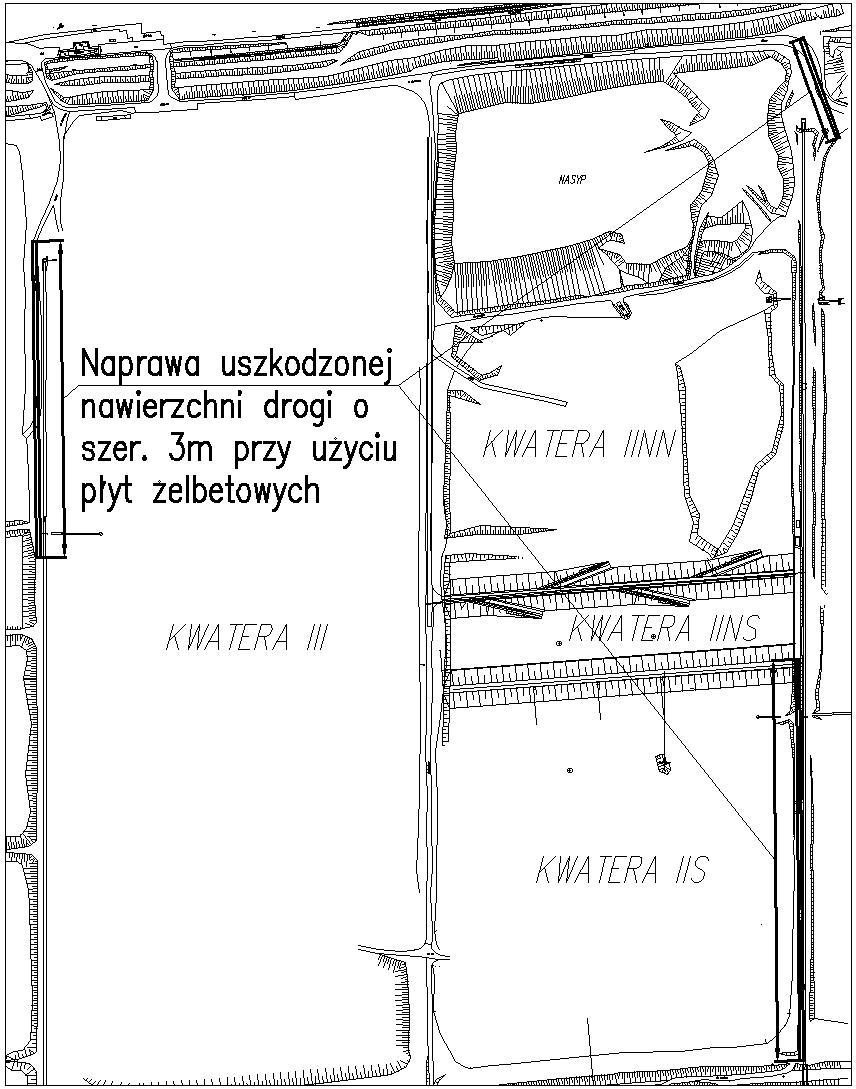 NASYP
Naprawa uszkodzonej
nawierzchni drogi o
szer. 3m przy użyciu
płyt żelbetowych
KWATERA IINN
KWATERA III
KWATERA IINS
KWATERA IIS